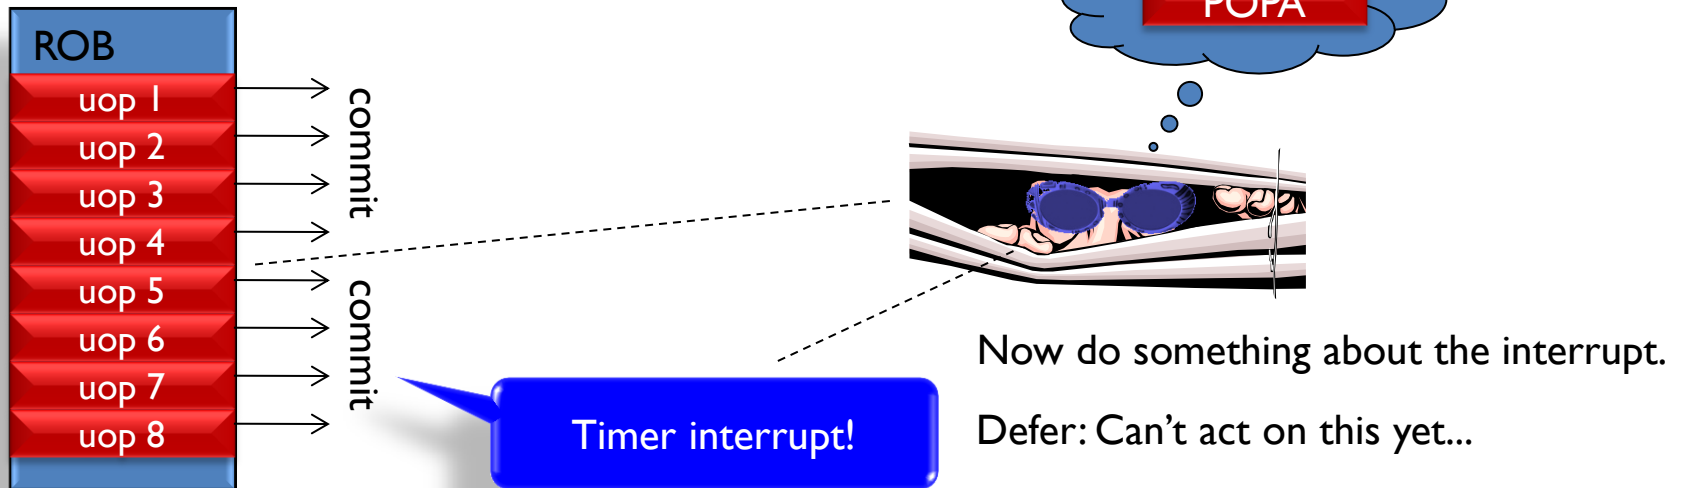 POPA
ROB
uop 1
uop 2
uop 3
uop 4
uop 5
uop 6
uop 7
uop 8
commit
commit
Timer interrupt!
Now do something about the interrupt.
Defer: Can't act on this yet...